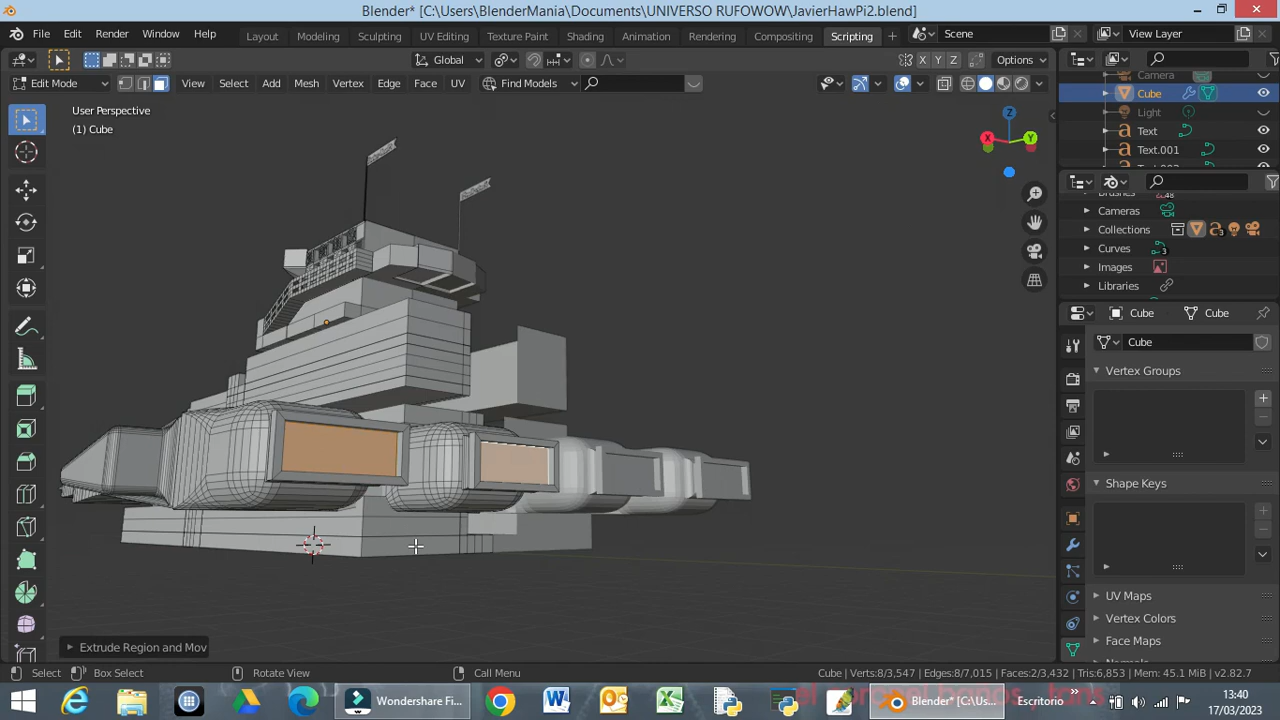 Blender* [C:\Users\BlenderMania\Documents\UNIVERSO RUFOWOW\JavierHawPi2.blend]
File Edit Render Window Help Layout Modeling Sculpting UV Editing Texture Paint Shading Animation Rendering Compositing Scripting Scene View Layer
Global X Y Z Options
Edit Mode View Select Add Mesh Vertex Edge Face UV Find Models
User Perspective
(1) Cube
Z
X
Y
Camera
Cube
Light
Text
Text.001
Brushes
Cameras
Collections
Curves
Images
Libraries
Cube Cube
Cube
Vertex Groups
Shape Keys
UV Maps
Vertex Colors
Face Maps
Extrude Region and Mov
Select Box Select Rotate View Call Menu Cube | Verts:8/3,547 | Edges:8/7,015 | Faces:2/3,432 | Tris:6,853 | Mem: 45.1 MiB | v2.82.7
Wondershare Fi... Blender* [C:\Us... Escritorio
13:40
17/03/2023